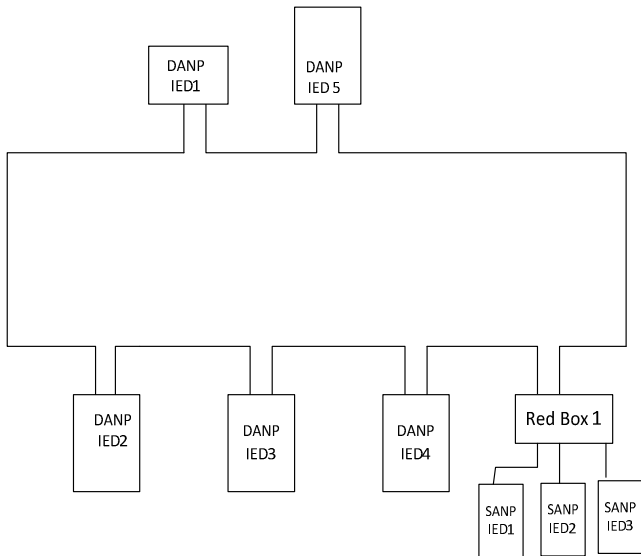 DANP
IED1
DANP
IED 5
DANP
IED2
DANP
IED3
DANP
IED4
Red Box 1
SANP
IED1
SANP
IED2
SANP
IED3